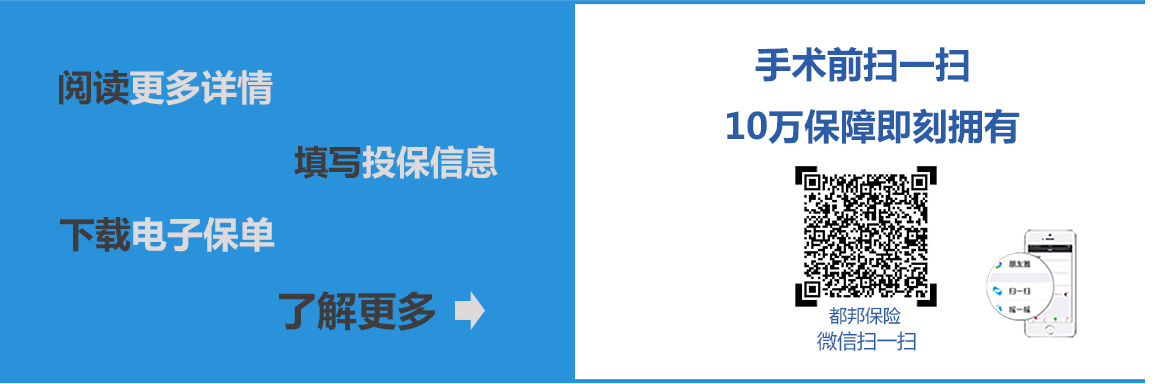 阅读更多详情
填写投保信息
下载电子保单
了解更多
手术前扫一扫
10万保障即刻拥有
都邦保险
微信扫一扫
朋友圈
扫一扫
摇一摇